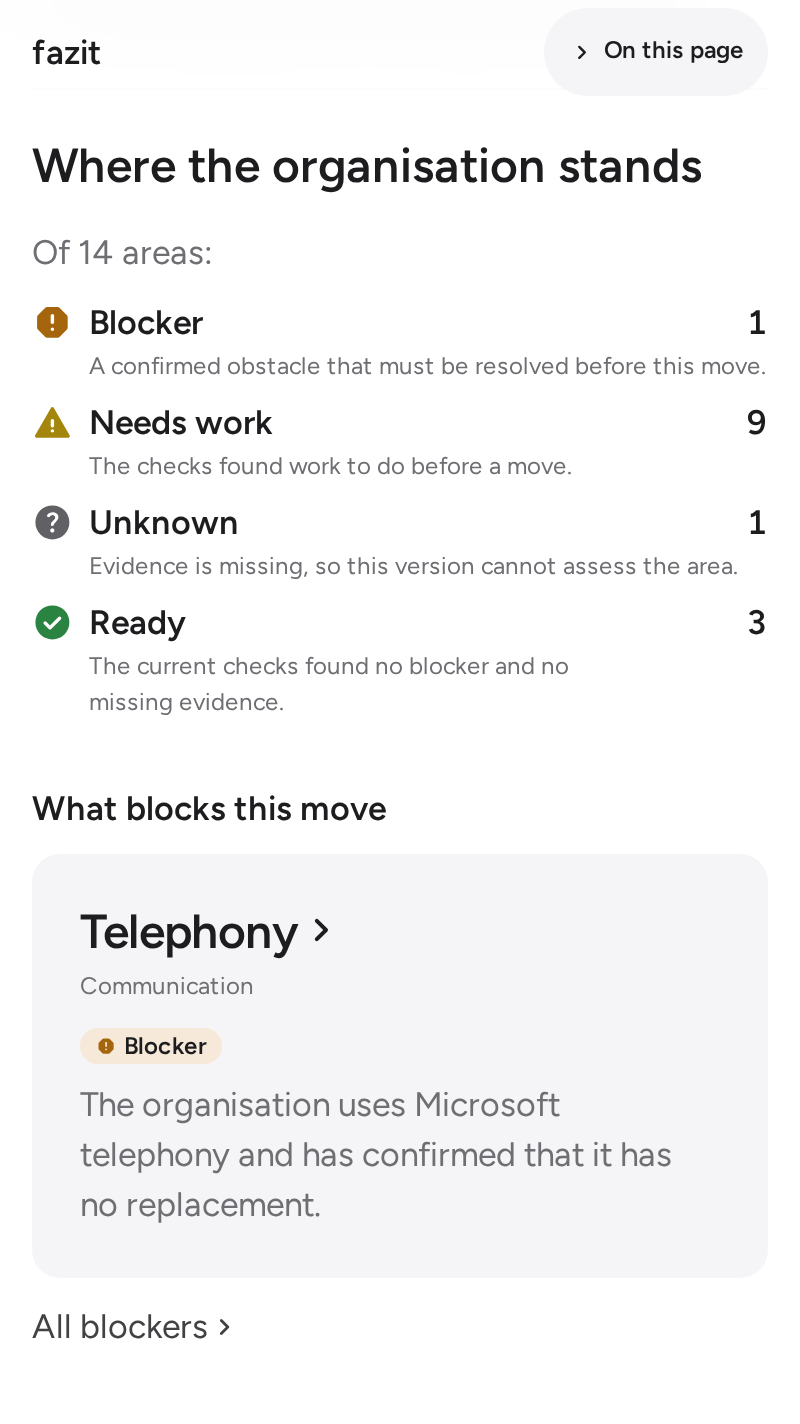 fazit
On this page
Where the organisation stands
Of 14 areas:
Blocker 1
A confirmed obstacle that must be resolved before this move.
Needs work 9
The checks found work to do before a move.
Unknown 1
Evidence is missing, so this version cannot assess the area.
Ready 3
The current checks found no blocker and no
missing evidence.
What blocks this move
Telephony
Communication
Blocker
The organisation uses Microsoft
telephony and has confirmed that it has
no replacement.
All blockers